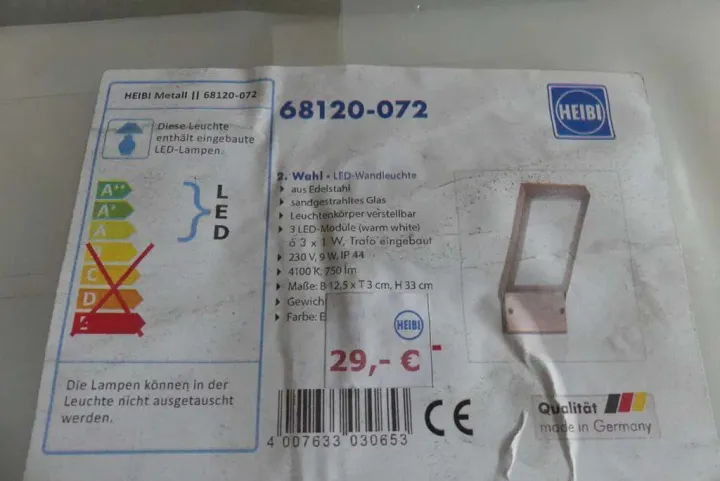 HEIBI Metall || 68120-072
Diese Leuchte
enthält eingebaute
LED-Lampen.
A++
A+
A
C
D
E
L
E
D
Die Lampen können in der
Leuchte nicht ausgetauscht
werden.
68120-072
HEIBI
2. Wahl • LED-Wandleuchte
aus Edelstahl
sandgestrahltes Glas
Leuchtenkörper verstellbar
3 LED-Module (warm white)
ó 3 x 1 W, Trafo eingebaut
230 V, 9 W, IP 44
4100 K, 750 lm
Maße: B 12,5 x T 3 cm, H 33 cm
Gewich
Farbe: E
HEIBI
29,- €
4 007633 030653
CE
Qualität
made in Germany